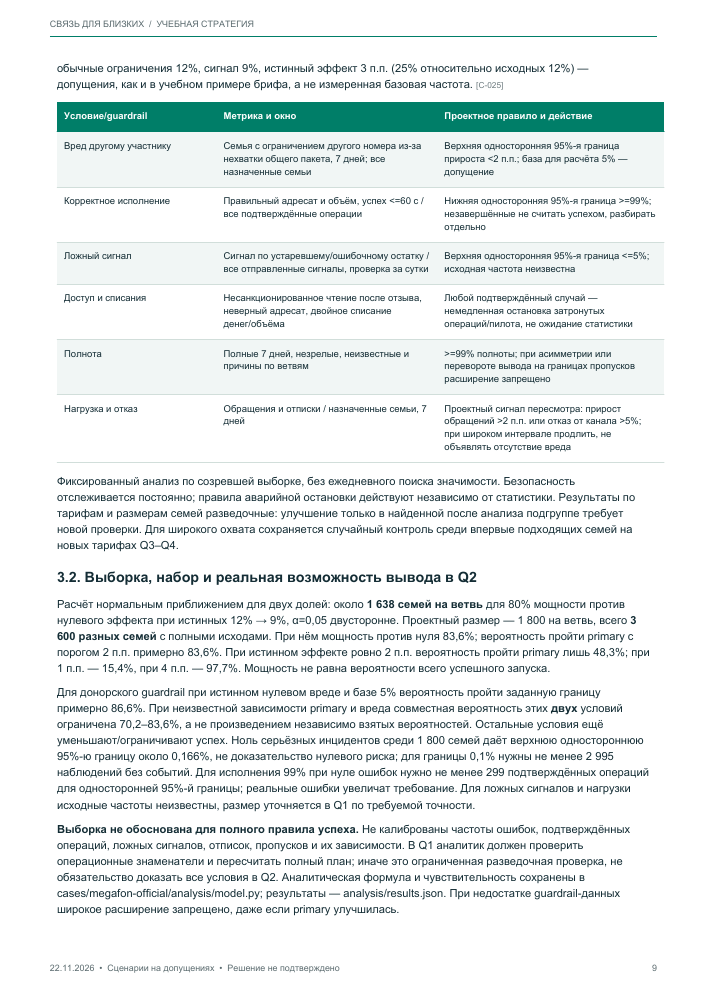 СВЯЗЬ ДЛЯ БЛИЗКИХ / УЧЕБНАЯ СТРАТЕГИЯ
обычные ограничения 12%, сигнал 9%, истинный эффект 3 п.п. (25% относительно исходных 12%) —
допущения, как и в учебном примере брифа, а не измеренная базовая частота. [C-025]
Условие/guardrail
Метрика и окно
Проектное правило и действие
Вред другому участнику
Семья с ограничением другого номера из-за
нехватки общего пакета, 7 дней; все
назначенные семьи
Верхняя односторонняя 95%-я граница
прироста <2 п.п.; база для расчёта 5% —
допущение
Корректное исполнение
Правильный адресат и объём, успех <=60 с /
все подтверждённые операции
Нижняя односторонняя 95%-я граница >=99%;
незавершённые не считать успехом, разбирать
отдельно
Ложный сигнал
Сигнал по устаревшему/ошибочному остатку /
все отправленные сигналы, проверка за сутки
Верхняя односторонняя 95%-я граница <=5%;
исходная частота неизвестна
Доступ и списания
Несанкционированное чтение после отзыва,
неверный адресат, двойное списание
денег/объёма
Любой подтверждённый случай —
немедленная остановка затронутых
операций/пилота, не ожидание статистики
Полнота
Полные 7 дней, незрелые, неизвестные и
причины по ветвям
>=99% полноты; при асимметрии или
перевороте вывода на границах пропусков
расширение запрещено
Нагрузка и отказ
Обращения и отписки / назначенные семьи, 7
дней
Проектный сигнал пересмотра: прирост
обращений >2 п.п. или отказ от канала >5%;
при широком интервале продлить, не
объявлять отсутствие вреда
Фиксированный анализ по созревшей выборке, без ежедневного поиска значимости. Безопасность
отслеживается постоянно; правила аварийной остановки действуют независимо от статистики. Результаты по
тарифам и размерам семей разведочные: улучшение только в найденной после анализа подгруппе требует
новой проверки. Для широкого охвата сохраняется случайный контроль среди впервые подходящих семей на
новых тарифах Q3–Q4.
3.2. Выборка, набор и реальная возможность вывода в Q2
Расчёт нормальным приближением для двух долей: около 1 638 семей на ветвь для 80% мощности против
нулевого эффекта при истинных 12% → 9%, α=0,05 двусторонне. Проектный размер — 1 800 на ветвь, всего 3
600 разных семей с полными исходами. При нём мощность против нуля 83,6%; вероятность пройти primary с
порогом 2 п.п. примерно 83,6%. При истинном эффекте ровно 2 п.п. вероятность пройти primary лишь 48,3%; при
1 п.п. — 15,4%, при 4 п.п. — 97,7%. Мощность не равна вероятности всего успешного запуска.
Для донорского guardrail при истинном нулевом вреде и базе 5% вероятность пройти заданную границу
примерно 86,6%. При неизвестной зависимости primary и вреда совместная вероятность этих двух условий
ограничена 70,2–83,6%, а не произведением независимо взятых вероятностей. Остальные условия ещё
уменьшают/ограничивают успех. Ноль серьёзных инцидентов среди 1 800 семей даёт верхнюю одностороннюю
95%-ю границу около 0,166%, не доказательство нулевого риска; для границы 0,1% нужны не менее 2 995
наблюдений без событий. Для исполнения 99% при нуле ошибок нужно не менее 299 подтверждённых операций
для односторонней 95%-й границы; реальные ошибки увеличат требование. Для ложных сигналов и нагрузки
исходные частоты неизвестны, размер уточняется в Q1 по требуемой точности.
Выборка не обоснована для полного правила успеха. Не калиброваны частоты ошибок, подтверждённых
операций, ложных сигналов, отписок, пропусков и их зависимости. В Q1 аналитик должен проверить
операционные знаменатели и пересчитать полный план; иначе это ограниченная разведочная проверка, не
обязательство доказать все условия в Q2. Аналитическая формула и чувствительность сохранены в
cases/megafon-official/analysis/model.py; результаты — analysis/results.json. При недостатке guardrail-данных
широкое расширение запрещено, даже если primary улучшилась.
22.11.2026 • Сценарии на допущениях • Решение не подтверждено
9